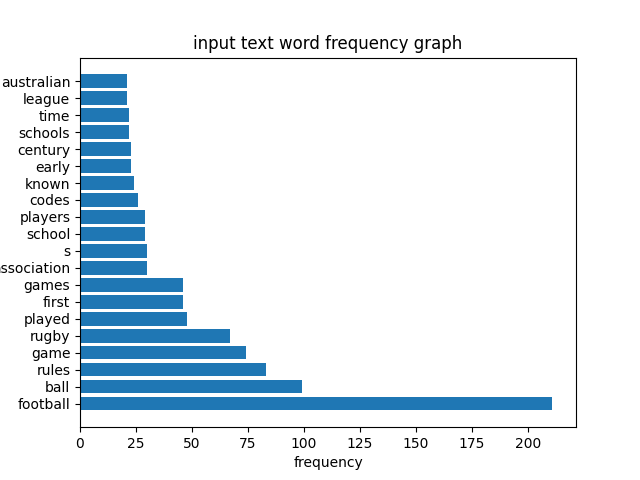 input text word frequency graph
australian
league
time
schools
century
early
known
codes
players
school
s
association
games
first
played
rugby
game
rules
ball
football
0 25 50 75 100 125 150 175 200
frequency